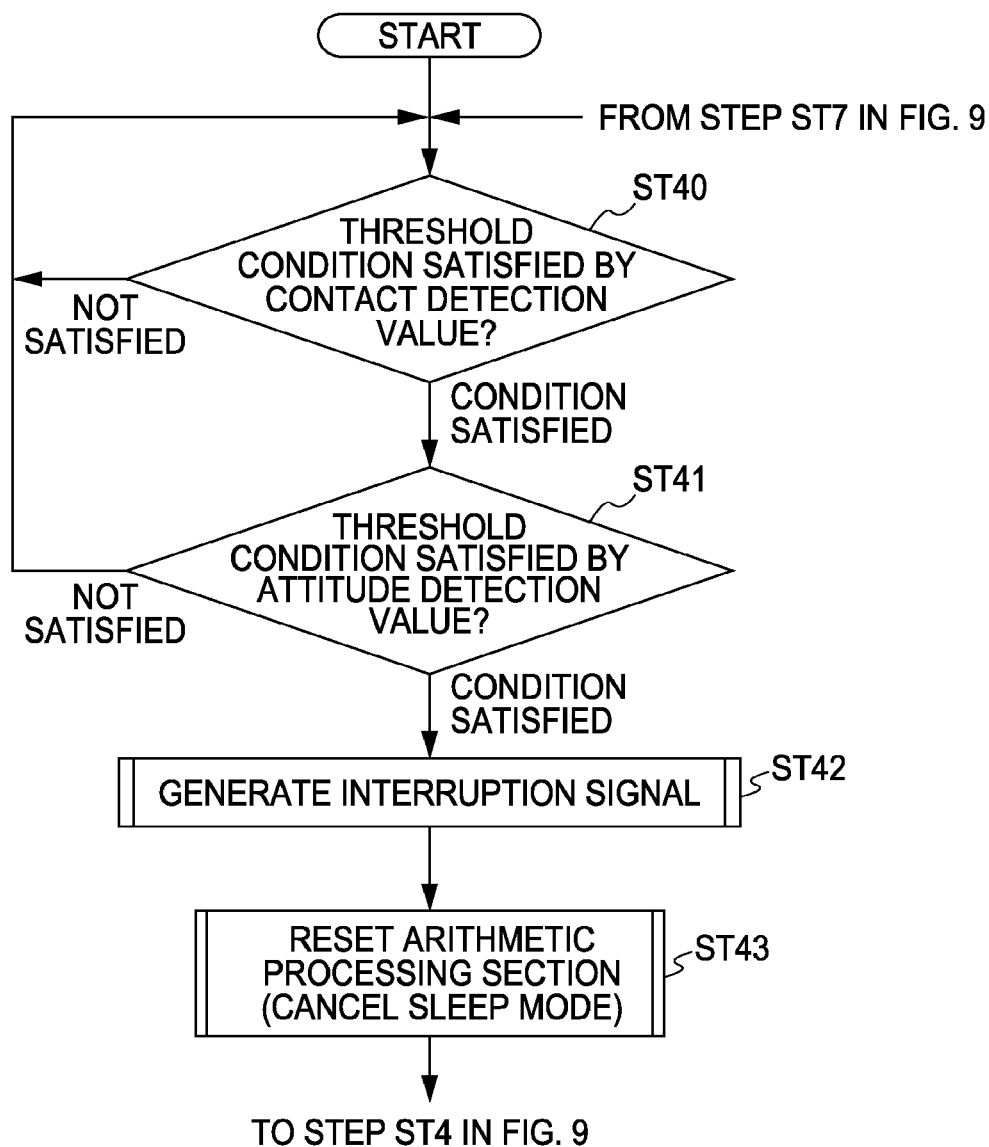 START
FROM STEP ST7 IN FIG. 9
ST40
THRESHOLD
CONDITION SATISFIED BY
CONTACT DETECTION
VALUE?
NOT
SATISFIED
CONDITION
SATISFIED
ST41
THRESHOLD
CONDITION SATISFIED BY
ATTITUDE DETECTION
VALUE?
NOT
SATISFIED
CONDITION
SATISFIED
GENERATE INTERRUPTION SIGNAL
ST42
RESET ARITHMETIC
PROCESSING SECTION
(CANCEL SLEEP MODE)
ST43
TO STEP ST4 IN FIG. 9